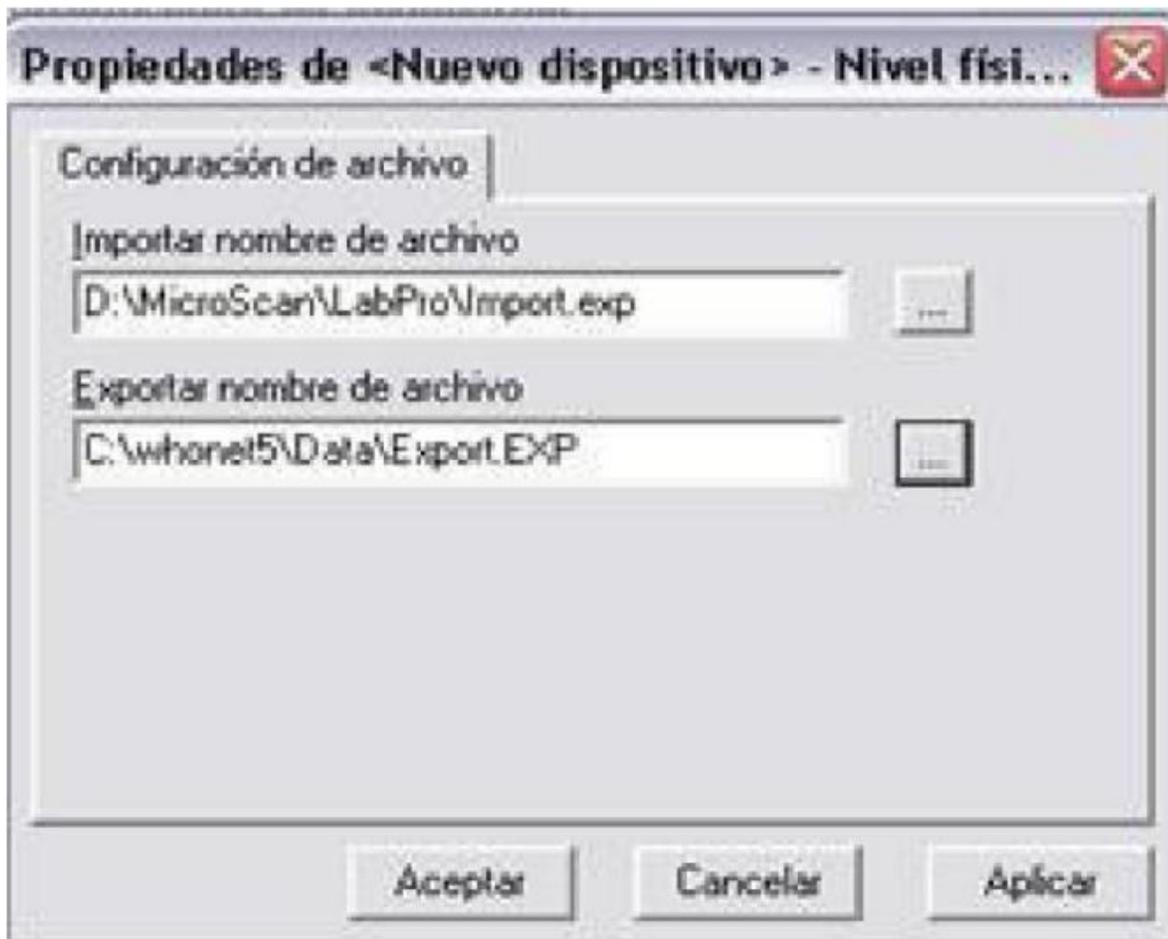 Propiedades de <Nuevo dispositivo> - Nivel físi...
Configuración de archivo
Importar nombre de archivo
D:\MicroScan\LabPro\Import.exp
...
Exportar nombre de archivo
C:\whonet5\Data\Export.EXP
...
Aceptar
Cancelar
Aplicar